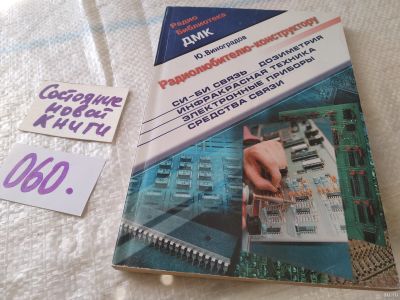 Радио
Библиотека
ДМК
Ю. Виноградов
Радиолюбителю-конструктору
СИ-БИ СВЯЗЬ ДОЗИМЕТРИЯ
ИНФРАКРАСНАЯ ТЕХНИКА
ЭЛЕКТРОННЫЕ ПРИБОРЫ
СРЕДСТВА СВЯЗИ
Состояние
новой
книги
060.